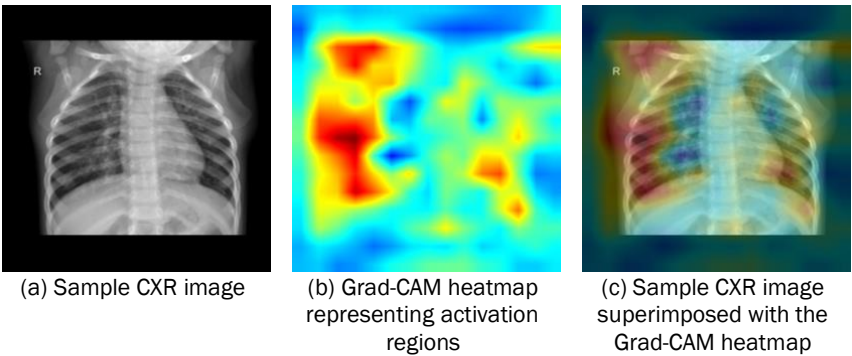 R
R
(a) Sample CXR image
(b) Grad-CAM heatmap
representing activation
regions
(c) Sample CXR image
superimposed with the
Grad-CAM heatmap